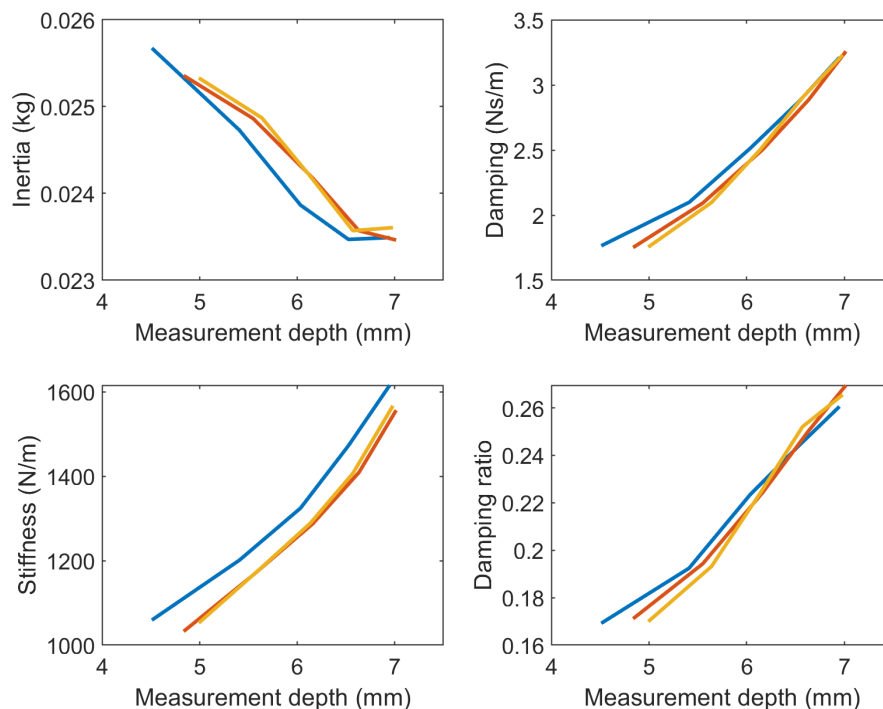 0.026
0.025
0.024
0.023
Inertia (kg)
4 5 6 7
Measurement depth (mm)
3.5
3
2.5
2
1.5
Damping (Ns/m)
4 5 6 7
Measurement depth (mm)
1600
1400
1200
1000
Stiffness (N/m)
4 5 6 7
Measurement depth (mm)
0.26
0.24
0.22
0.2
0.18
0.16
Damping ratio
4 5 6 7
Measurement depth (mm)